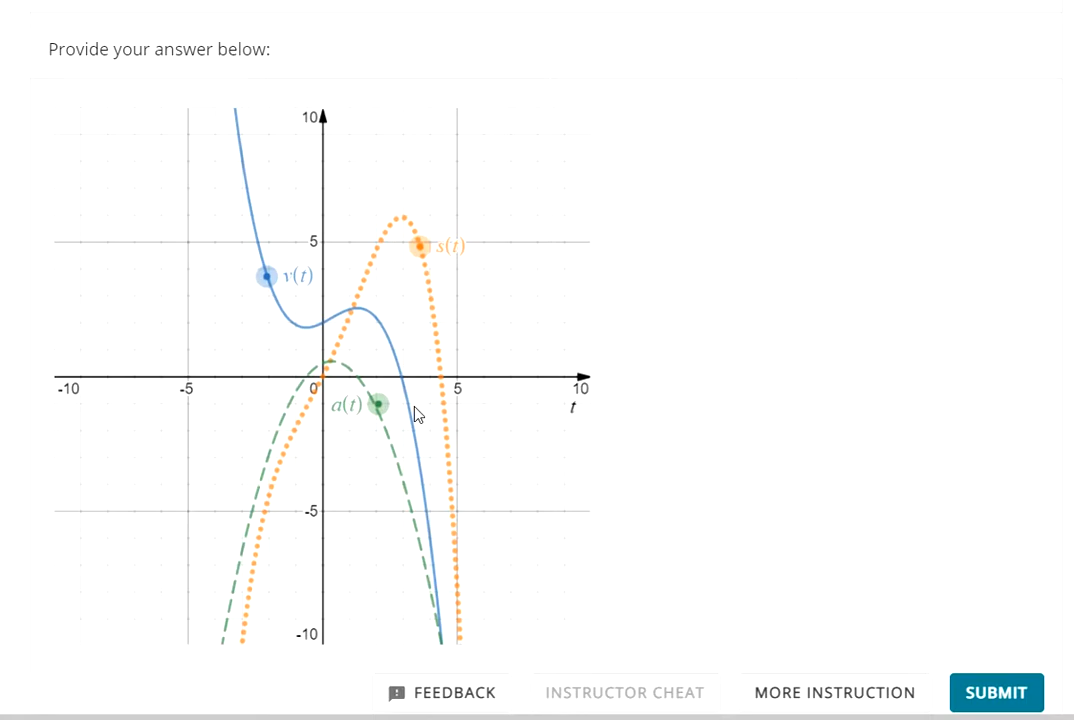 Provide your answer below:
10
5
s(t)
v(t)
-10
-5
0
5
10
a(t)
t
-5
-10
FEEDBACK
INSTRUCTOR CHEAT
MORE INSTRUCTION
SUBMIT